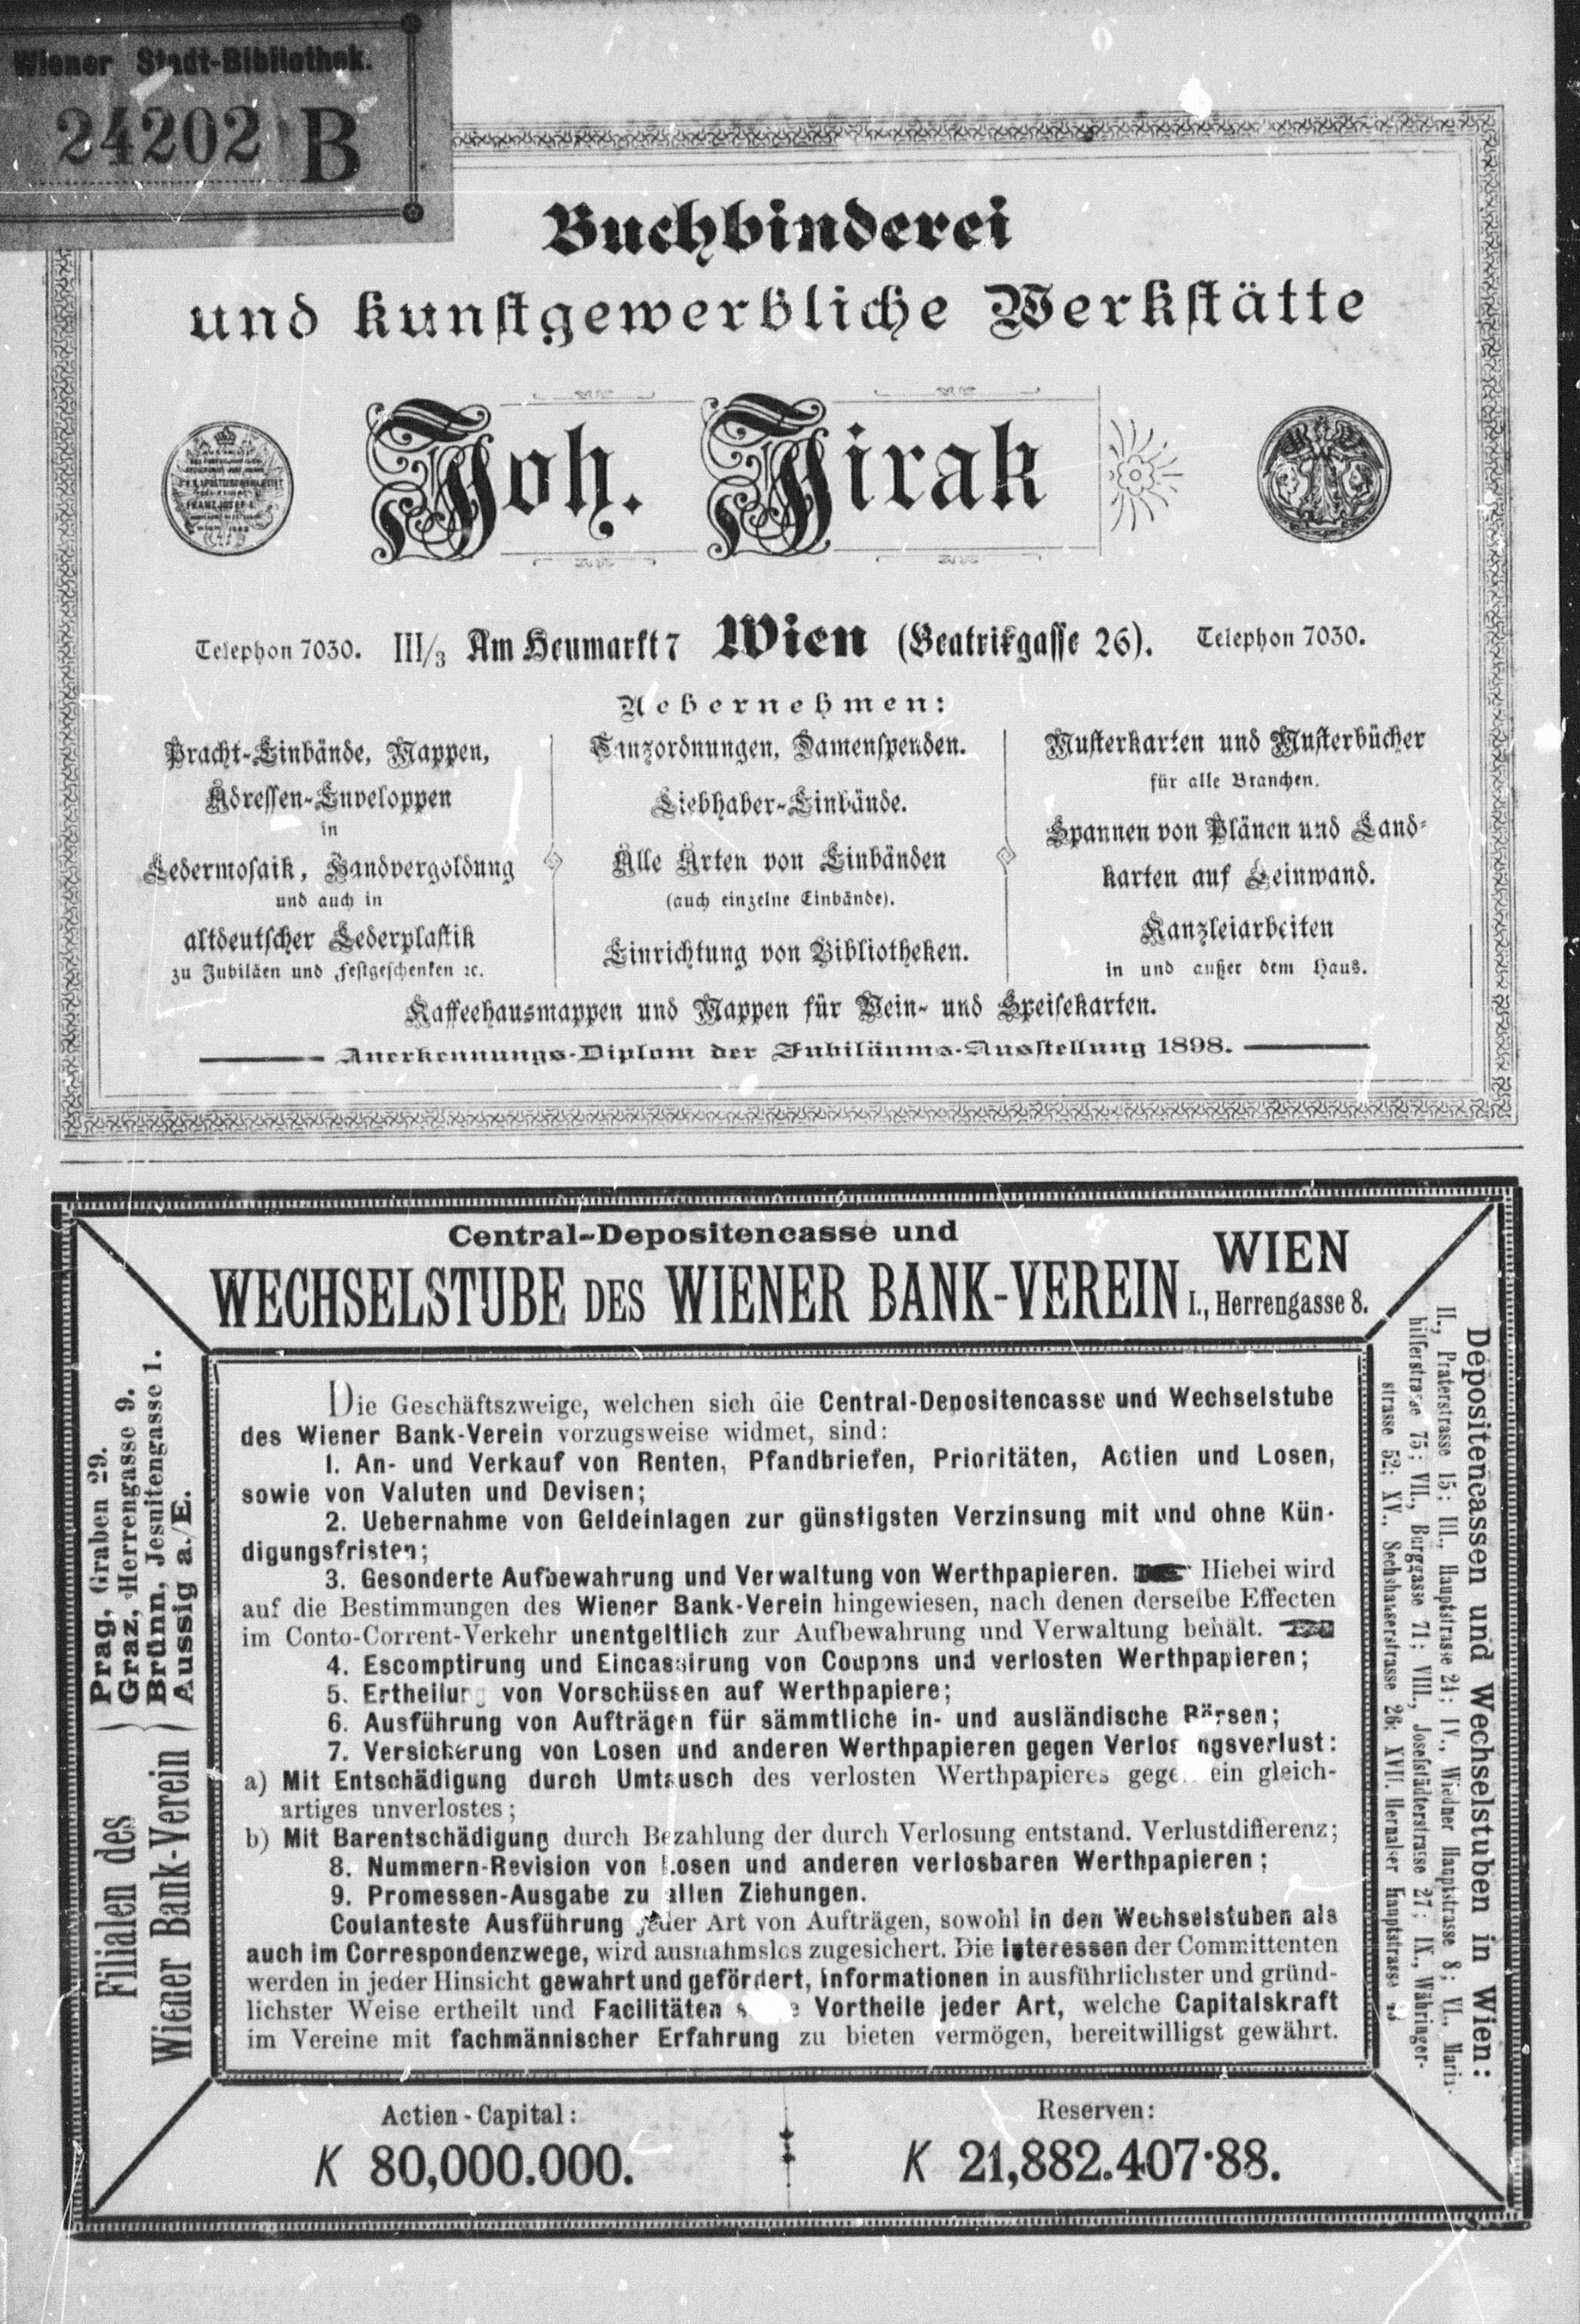 Wiener Stadt-Bibliothek.
24202 B
Buchbinderei
und kunstgewerbliche Werkstätte
Joh. Jirak
Telephon 7030. III/3 Am Heumarkt 7 Wien (Beatrixgasse 26). Telephon 7030.
Uebernehmen:
Pracht-Einbände, Mappen,
Adressen-Enveloppen
in
Ledermosaik, Handvergoldung
und auch in
altdeutscher Lederplastik
zu Jubiläen und Festgeschenken ꝛc.
Tanzordnungen, Damenspenden.
Liebhaber-Einbände.
Alle Arten von Einbänden
(auch einzelne Einbände).
Einrichtung von Bibliotheken.
Musterkarten und Musterbücher
für alle Branchen.
Spannen von Plänen und Land-
karten auf Leinwand.
Kanzleiarbeiten
in und außer dem Haus.
Kaffeehausmappen und Mappen für Wein- und Speisekarten.
Anerkennungs-Diplom der Jubiläums-Ausstellung 1898.
Central-Depositencasse und
WECHSELSTUBE DES WIENER BANK-VEREIN WIEN
I., Herrengasse 8.
Filialen des
Wiener Bank-Verein
Prag, Graben 29.
Graz, Herrengasse 9.
Brünn, Jesuitengasse 1.
Aussig a./E.
Die Geschäftszweige, welchen sich die Central-Depositencasse und Wechselstube
des Wiener Bank-Verein vorzugsweise widmet, sind:
1. An- und Verkauf von Renten, Pfandbriefen, Prioritäten, Actien und Losen,
sowie von Valuten und Devisen;
2. Uebernahme von Geldeinlagen zur günstigsten Verzinsung mit und ohne Kün-
digungsfristen;
3. Gesonderte Aufbewahrung und Verwaltung von Werthpapieren. Hiebei wird
auf die Bestimmungen des Wiener Bank-Verein hingewiesen, nach denen derselbe Effecten
im Conto-Corrent-Verkehr unentgeltlich zur Aufbewahrung und Verwaltung behält.
4. Escomptirung und Eincassirung von Coupons und verlosten Werthpapieren;
5. Ertheilung von Vorschüssen auf Werthpapiere;
6. Ausführung von Aufträgen für sämmtliche in- und ausländische Börsen;
7. Versicherung von Losen und anderen Werthpapieren gegen Verlosungsverlust:
a) Mit Entschädigung durch Umtausch des verlosten Werthpapieres gegen ein gleich-
artiges unverlostes;
b) Mit Barentschädigung durch Bezahlung der durch Verlosung entstand. Verlustdifferenz;
8. Nummern-Revision von Losen und anderen verlosbaren Werthpapieren;
9. Promessen-Ausgabe zu allen Ziehungen.
Coulanteste Ausführung jeder Art von Aufträgen, sowohl in den Wechselstuben als
auch im Correspondenzwege, wird ausnahmslos zugesichert. Die Interessen der Committenten
werden in jeder Hinsicht gewahrt und gefördert, Informationen in ausführlichster und gründ-
lichster Weise ertheilt und Facilitäten Vortheile jeder Art, welche Capitalskraft
im Vereine mit fachmännischer Erfahrung zu bieten vermögen, bereitwilligst gewährt.
Depositencassen und Wechselstuben in Wien:
II., Praterstrasse 15; III., Hauptstrasse 24; IV., Wiedner Hauptstrasse 8; VI., Maria-
hilferstrasse 75; VII., Burggasse 71; VIII., Josefstädterstrasse 27; IX., Währinger-
strasse 52; XV., Sechshauserstrasse 26; XVII. Hernalser Hauptstrasse
Actien-Capital:
K 80,000.000.
Reserven:
K 21,882.407·88.